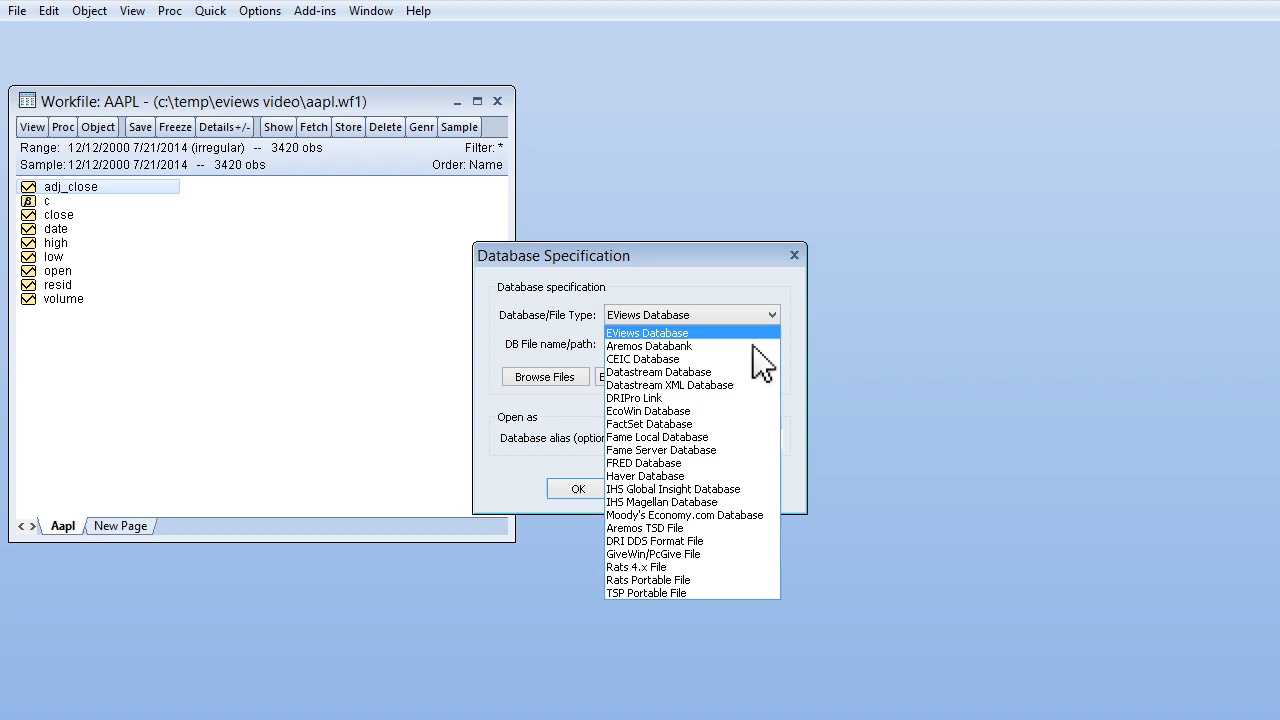 File Edit Object View Proc Quick Options Add-ins Window Help
Workfile: AAPL - (c:\temp\eviews video\aapl.wf1)
View Proc Object Save Freeze Details+/- Show Fetch Store Delete Genr Sample
Range: 12/12/2000 7/21/2014 (irregular) -- 3420 obs Filter: *
Sample: 12/12/2000 7/21/2014 -- 3420 obs Order: Name
adj_close
c
close
date
high
low
open
resid
volume
< > Aapl New Page
Database Specification
Database specification
Database/File Type: EViews Database
DB File name/path:
Browse Files
Open as
Database alias (optio
OK
EViews Database
Aremos Databank
CEIC Database
Datastream Database
Datastream XML Database
DRIPro Link
EcoWin Database
FactSet Database
Fame Local Database
Fame Server Database
FRED Database
Haver Database
IHS Global Insight Database
IHS Magellan Database
Moody's Economy.com Database
Aremos TSD File
DRI DDS Format File
GiveWin/PcGive File
Rats 4.x File
Rats Portable File
TSP Portable File